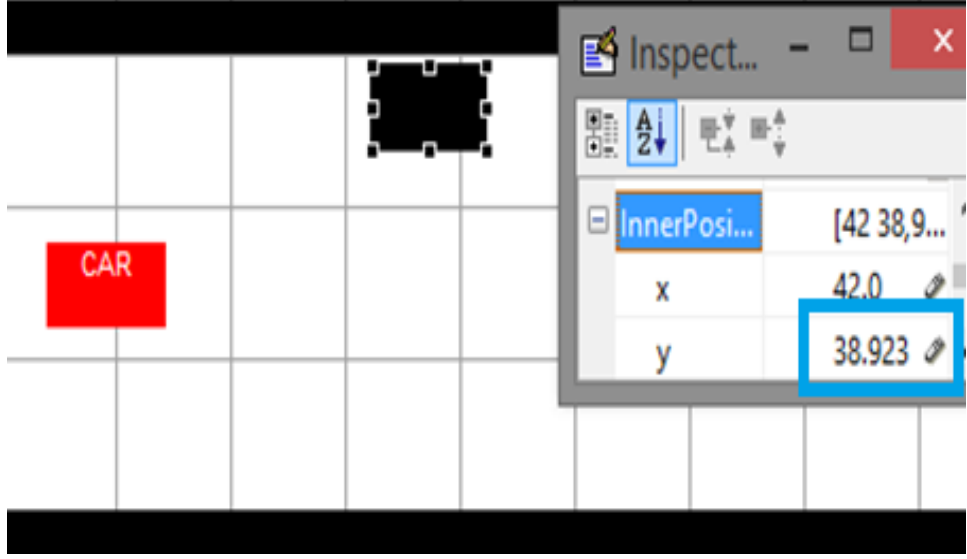 Inspect...
A
Z
InnerPosi... [42 38,9...
x 42.0
y 38.923
CAR